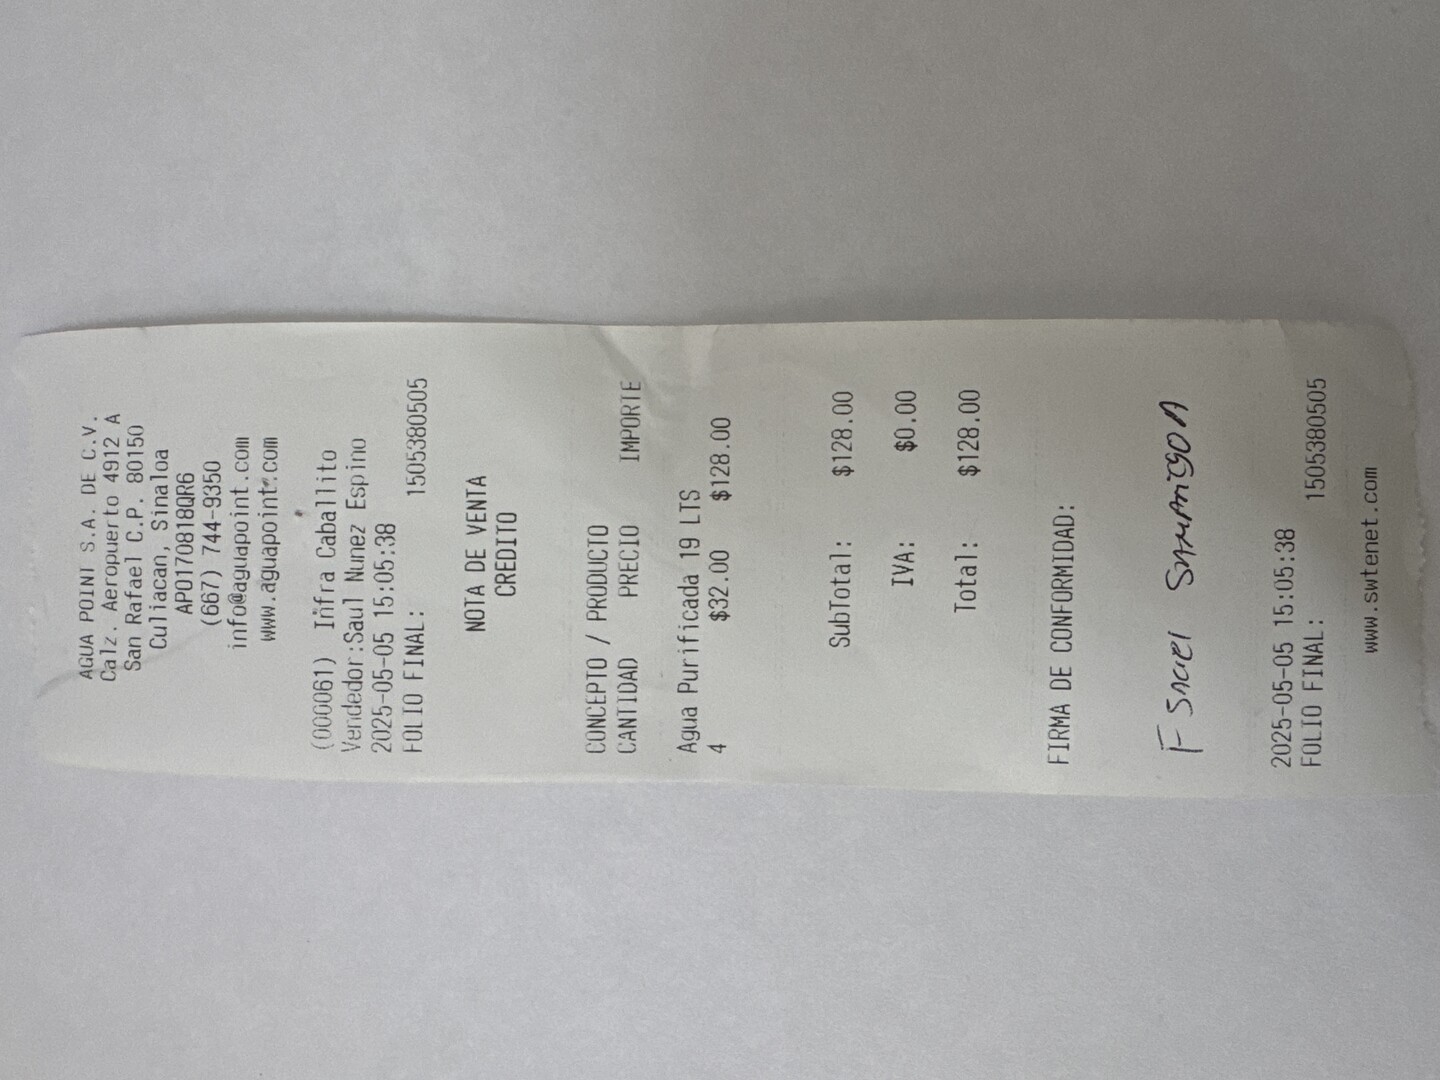 AGUA POINT S.A. DE C.V.
Calz. Aeropuerto 4912 A
San Rafael C.P. 80150
Culiacan, Sinaloa
APO170818QR6
(667) 744-9350
info@aguapoint.com
www.aguapoint.com
(000061) Infra Caballito
Vendedor:Saul Nunez Espino
2025-05-05 15:05:38
FOLIO FINAL: 1505380505
NOTA DE VENTA
CREDITO
CONCEPTO / PRODUCTO
CANTIDAD PRECIO IMPORTE
Agua Purificada 19 LTS
4 $32.00 $128.00
SubTotal: $128.00
IVA: $0.00
Total: $128.00
FIRMA DE CONFORMIDAD:
F
2025-05-05 15:05:38
FOLIO FINAL: 1505380505
www.swtenet.com